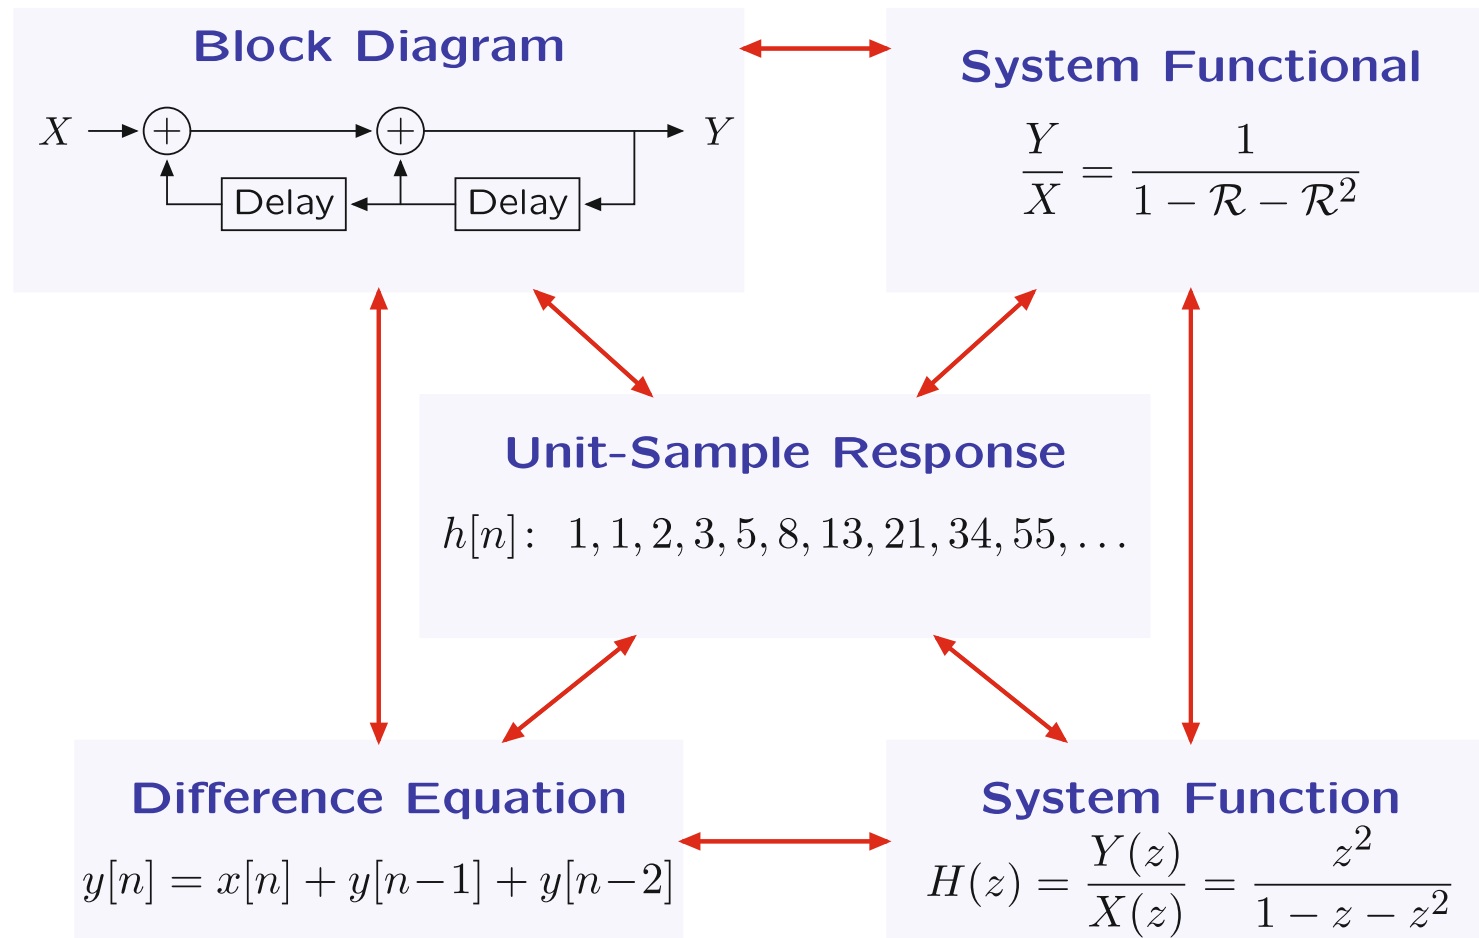 Block Diagram
X + + Y
Delay Delay
System Functional
Y/X = 1/(1 − ℛ − ℛ²)
Unit-Sample Response
h[n]: 1, 1, 2, 3, 5, 8, 13, 21, 34, 55, . . .
Difference Equation
y[n] = x[n] + y[n−1] + y[n−2]
System Function
H(z) = Y(z)/X(z) = z²/(1 − z − z²)